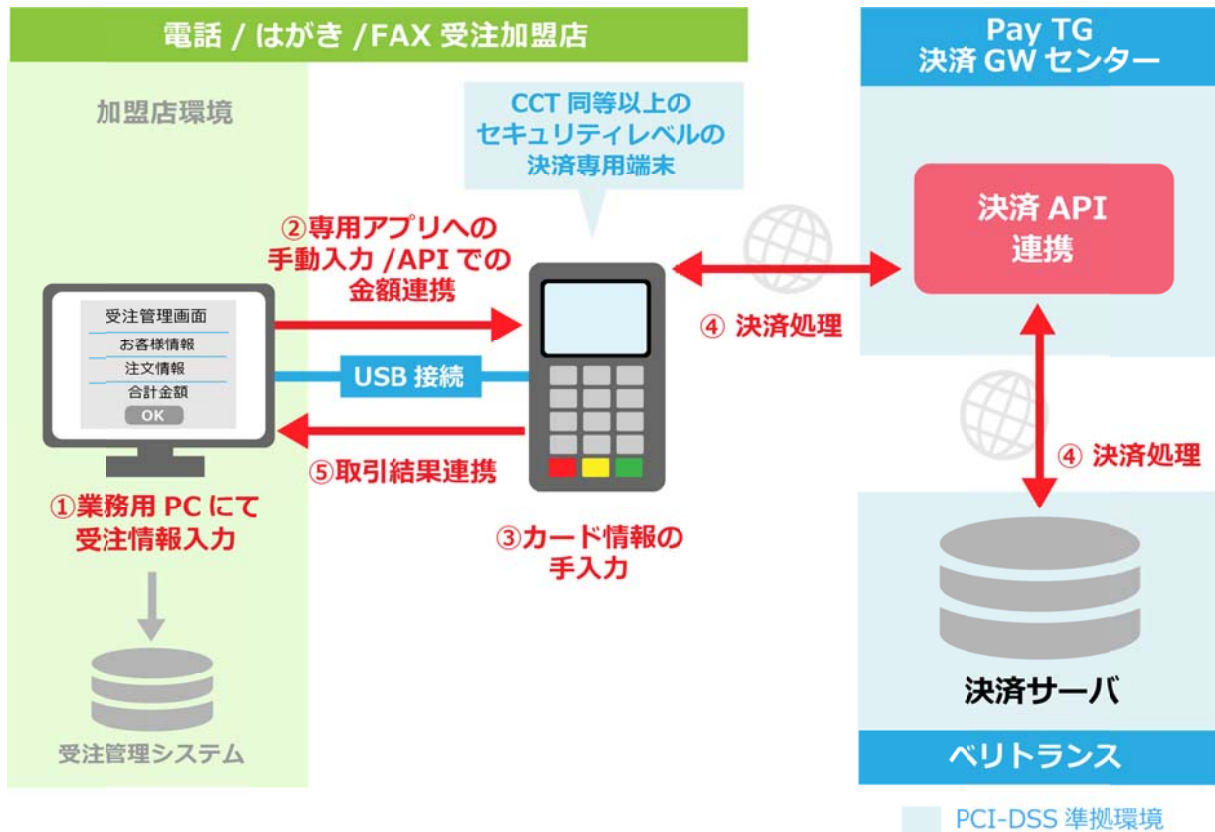 電話 / はがき /FAX 受注加盟店
Pay TG
決済 GW センター
加盟店環境
CCT 同等以上の
セキュリティレベルの
決済専用端末
②専用アプリへの
手動入力 /API での
金額連携
決済 API
連携
受注管理画面
お客様情報
注文情報
合計金額
OK
USB 接続
④ 決済処理
⑤取引結果連携
④ 決済処理
①業務用 PC にて
受注情報入力
③カード情報の
手入力
受注管理システム
決済サーバ
ベリトランス
PCI-DSS 準拠環境